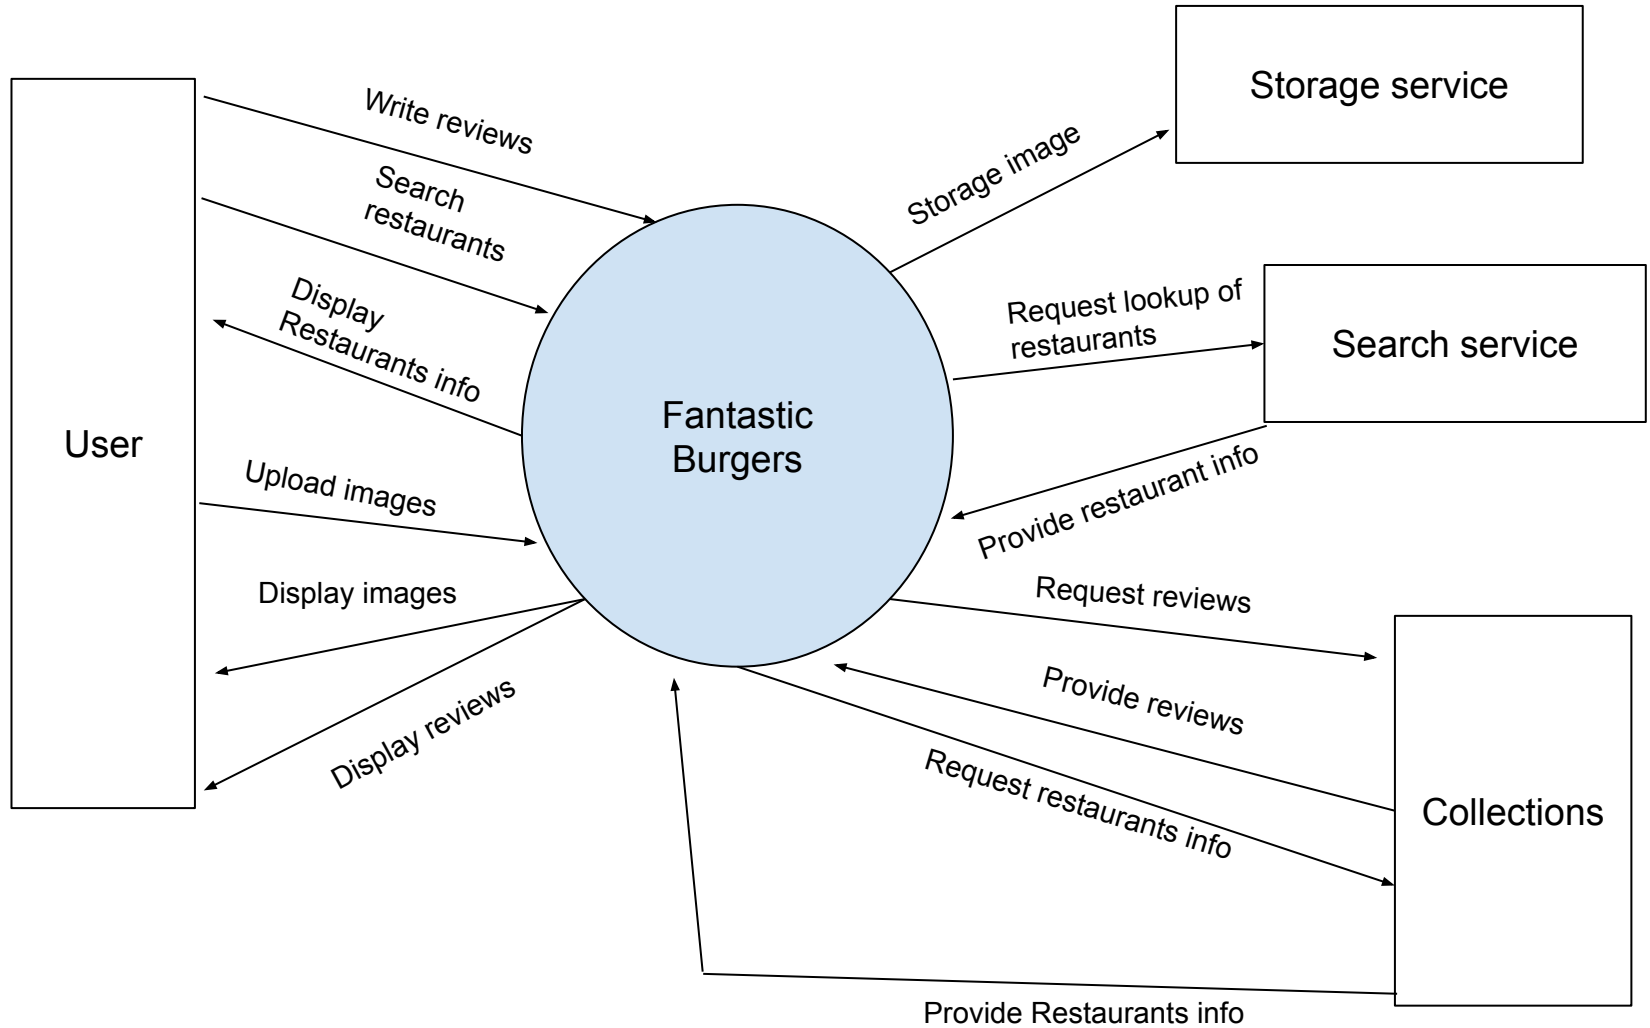 Storage service
Write reviews
Storage image
Search
restaurants
Request lookup of
restaurants
Search service
Display
Restaurants info
Fantastic
Burgers
User
Upload images
Provide restaurant info
Display images
Request reviews
Provide reviews
Display reviews
Request restaurants info
Collections
Provide Restaurants info